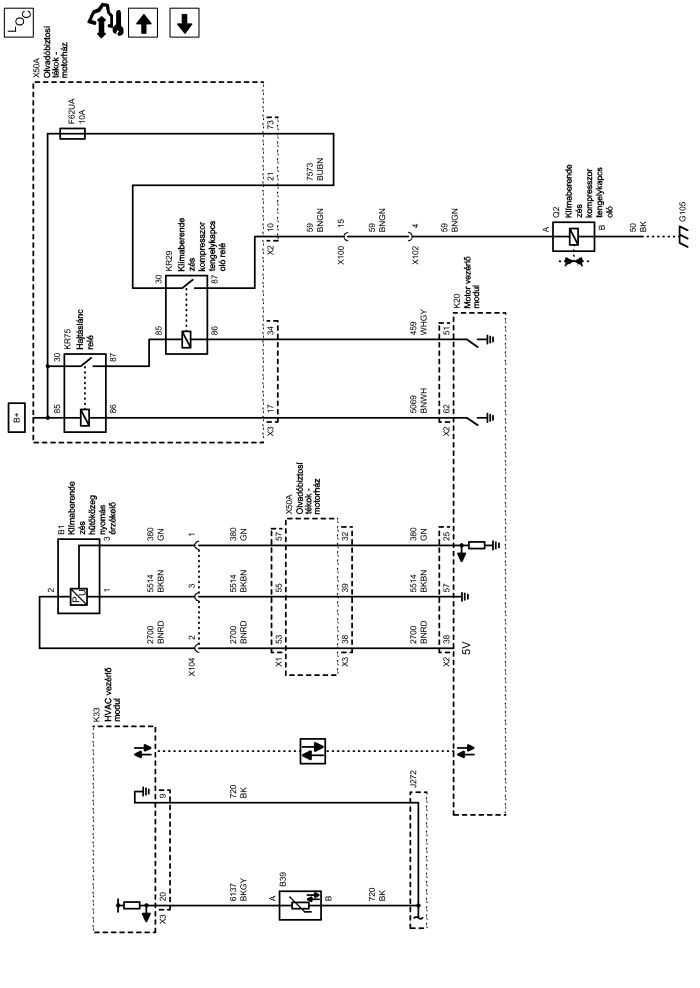 LOC
X50A
Olvadóbiztosí
tékok -
motorház
F62UA
10A
73
21
7573
BUBN
X2
10
59
BNGN
15
X100
59
BNGN
4
X102
59
BNGN
Q2
Klímaberende
zés
kompresszor
tengelykapcs
oló
A
B
50
BK
G105
KR29
Klímaberende
zés
kompresszor
tengelykapcs
oló relé
30
87
85
86
KR75
Hajtáslánc
relé
30
87
85
86
B+
34
X3
17
459
WHGY
51
5069
BNWH
X2
62
K20
Motor vezérlő
modul
B1
Klímaberende
zés
hűtőközeg
nyomás
érzékelő
P
U
3
1
2
380
GN
1
380
GN
57
32
380
GN
25
5514
BKBN
3
5514
BKBN
55
39
5514
BKBN
57
2700
BNRD
2
X104
2700
BNRD
X1
53
X3
38
2700
BNRD
X2
38
5V
X50A
Olvadóbiztosí
tékok -
motorház
K33
HVAC vezérlő
modul
9
720
BK
J272
X3
20
6137
BKGY
B39
A
B
720
BK